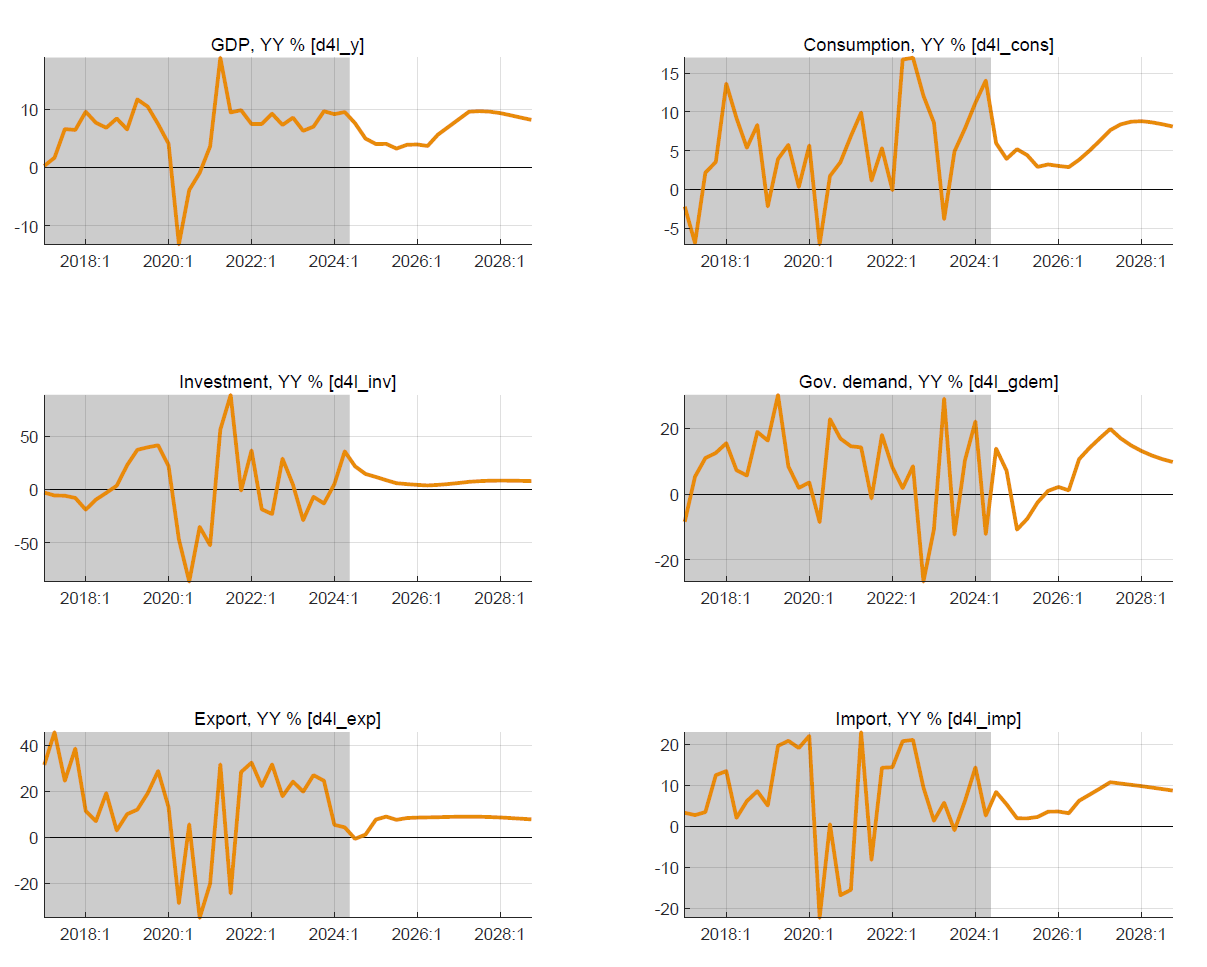 GDP, YY % [d4l_y]
10
0
-10
2018:1 2020:1 2022:1 2024:1 2026:1 2028:1
Consumption, YY % [d4l_cons]
15
10
5
0
-5
2018:1 2020:1 2022:1 2024:1 2026:1 2028:1
Investment, YY % [d4l_inv]
50
0
-50
2018:1 2020:1 2022:1 2024:1 2026:1 2028:1
Gov. demand, YY % [d4l_gdem]
20
0
-20
2018:1 2020:1 2022:1 2024:1 2026:1 2028:1
Export, YY % [d4l_exp]
40
20
0
-20
2018:1 2020:1 2022:1 2024:1 2026:1 2028:1
Import, YY % [d4l_imp]
20
10
0
-10
-20
2018:1 2020:1 2022:1 2024:1 2026:1 2028:1